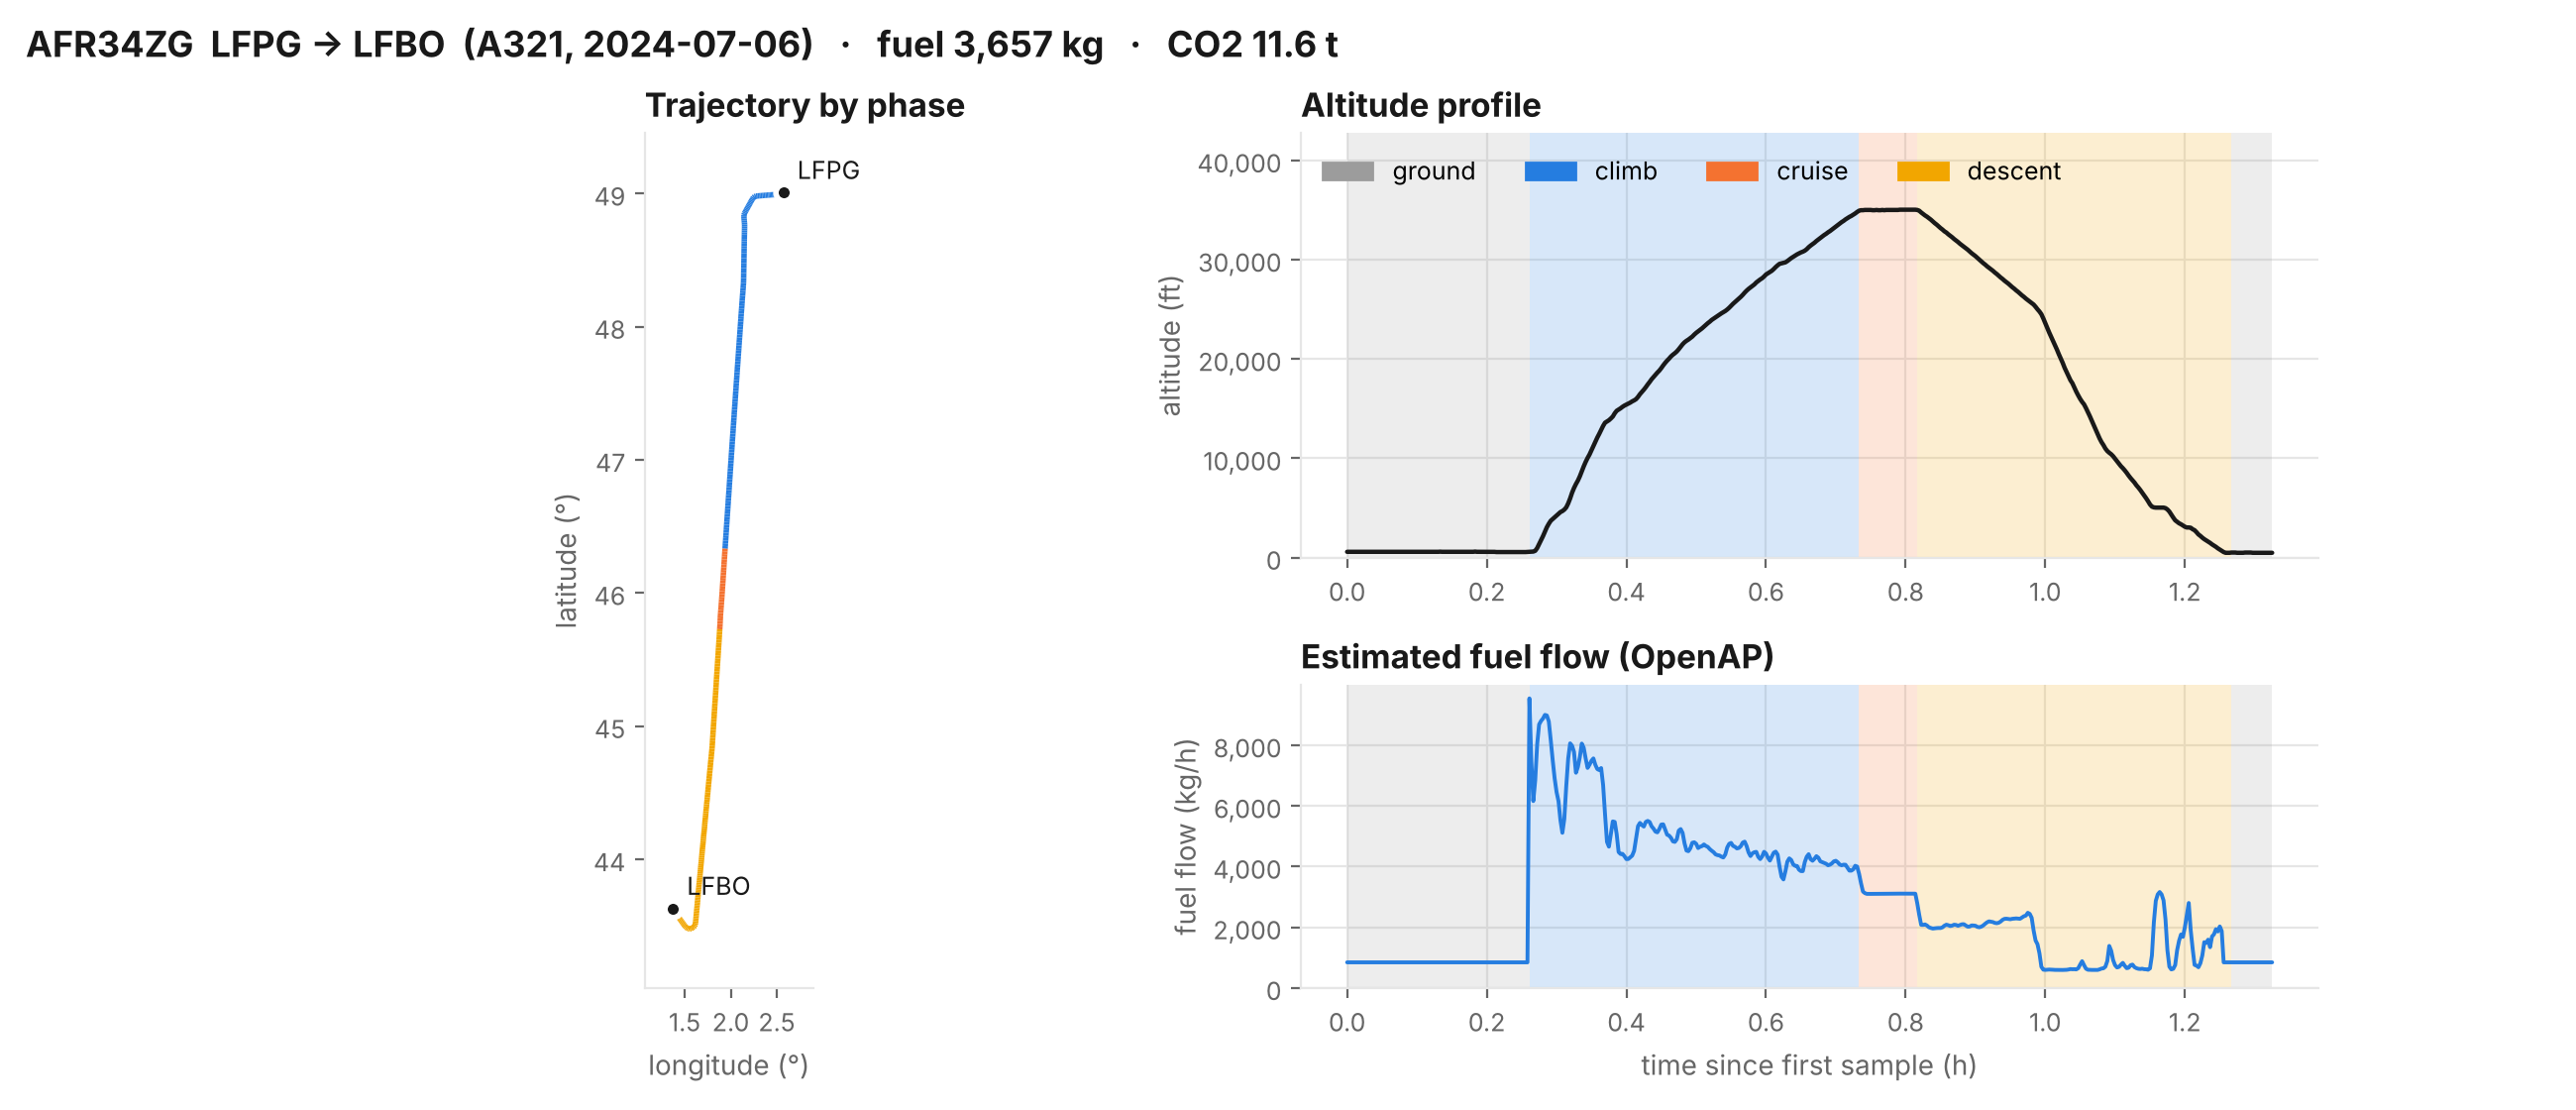 AFR34ZG LFPG → LFBO (A321, 2024-07-06) · fuel 3,657 kg · CO2 11.6 t
Trajectory by phase
LFPG
49
48
47
46
45
44
latitude (°)
LFBO
1.5 2.0 2.5
longitude (°)
Altitude profile
ground climb cruise descent
40,000
30,000
20,000
10,000
0
altitude (ft)
0.0 0.2 0.4 0.6 0.8 1.0 1.2
Estimated fuel flow (OpenAP)
8,000
6,000
4,000
2,000
0
fuel flow (kg/h)
0.0 0.2 0.4 0.6 0.8 1.0 1.2
time since first sample (h)